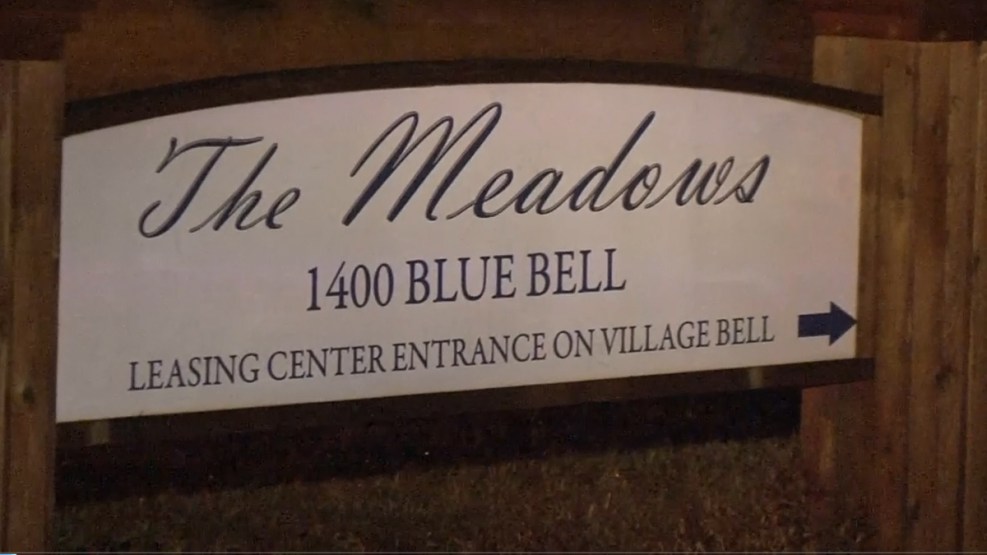 The Meadows
1400 BLUE BELL
LEASING CENTER ENTRANCE ON VILLAGE BELL